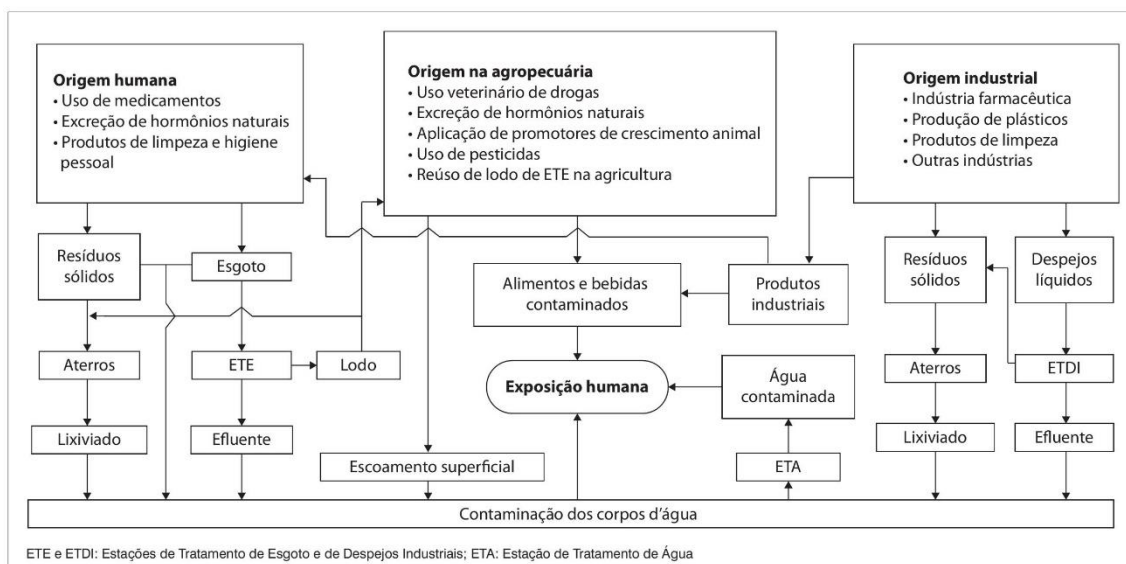 Origem humana
• Uso de medicamentos
• Excreção de hormônios naturais
• Produtos de limpeza e higiene
pessoal
Origem na agropecuária
• Uso veterinário de drogas
• Excreção de hormônios naturais
• Aplicação de promotores de crescimento animal
• Uso de pesticidas
• Reúso de lodo de ETE na agricultura
Origem industrial
• Indústria farmacêutica
• Produção de plásticos
• Produtos de limpeza
• Outras indústrias
Resíduos
sólidos
Esgoto
Alimentos e bebidas
contaminados
Produtos
industriais
Resíduos
sólidos
Despejos
líquidos
Aterros
ETE
Lodo
Exposição humana
Água
contaminada
Aterros
ETDI
Lixiviado
Efluente
Escoamento superficial
ETA
Lixiviado
Efluente
Contaminação dos corpos d'água
ETE e ETDI: Estações de Tratamento de Esgoto e de Despejos Industriais; ETA: Estação de Tratamento de Água